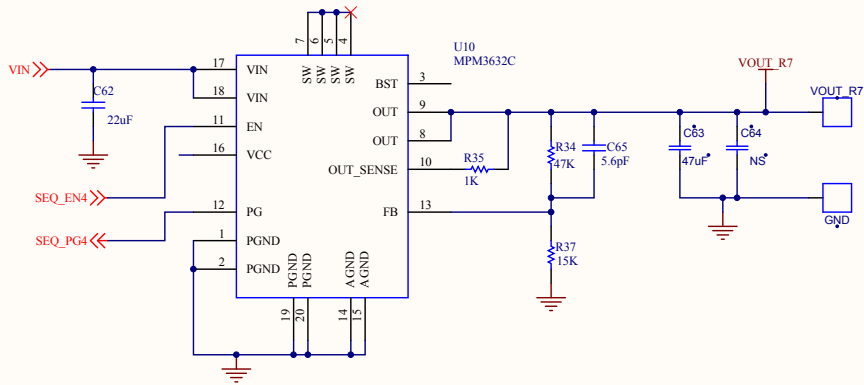 7
6
5
4
SW
SW
SW
SW
U10
MPM3632C
VOUT_R7
VIN
17
VIN
BST
3
VOUT_R7
C62
22uF
18
VIN
OUT
9
11
EN
OUT
8
C63
47uF
C64
NS
R34
47K
C65
5.6pF
16
VCC
OUT_SENSE
10
R35
1K
SEQ_EN4
12
PG
FB
13
GND
SEQ_PG4
1
PGND
R37
15K
2
PGND
PGND
PGND
AGND
AGND
19
20
14
15